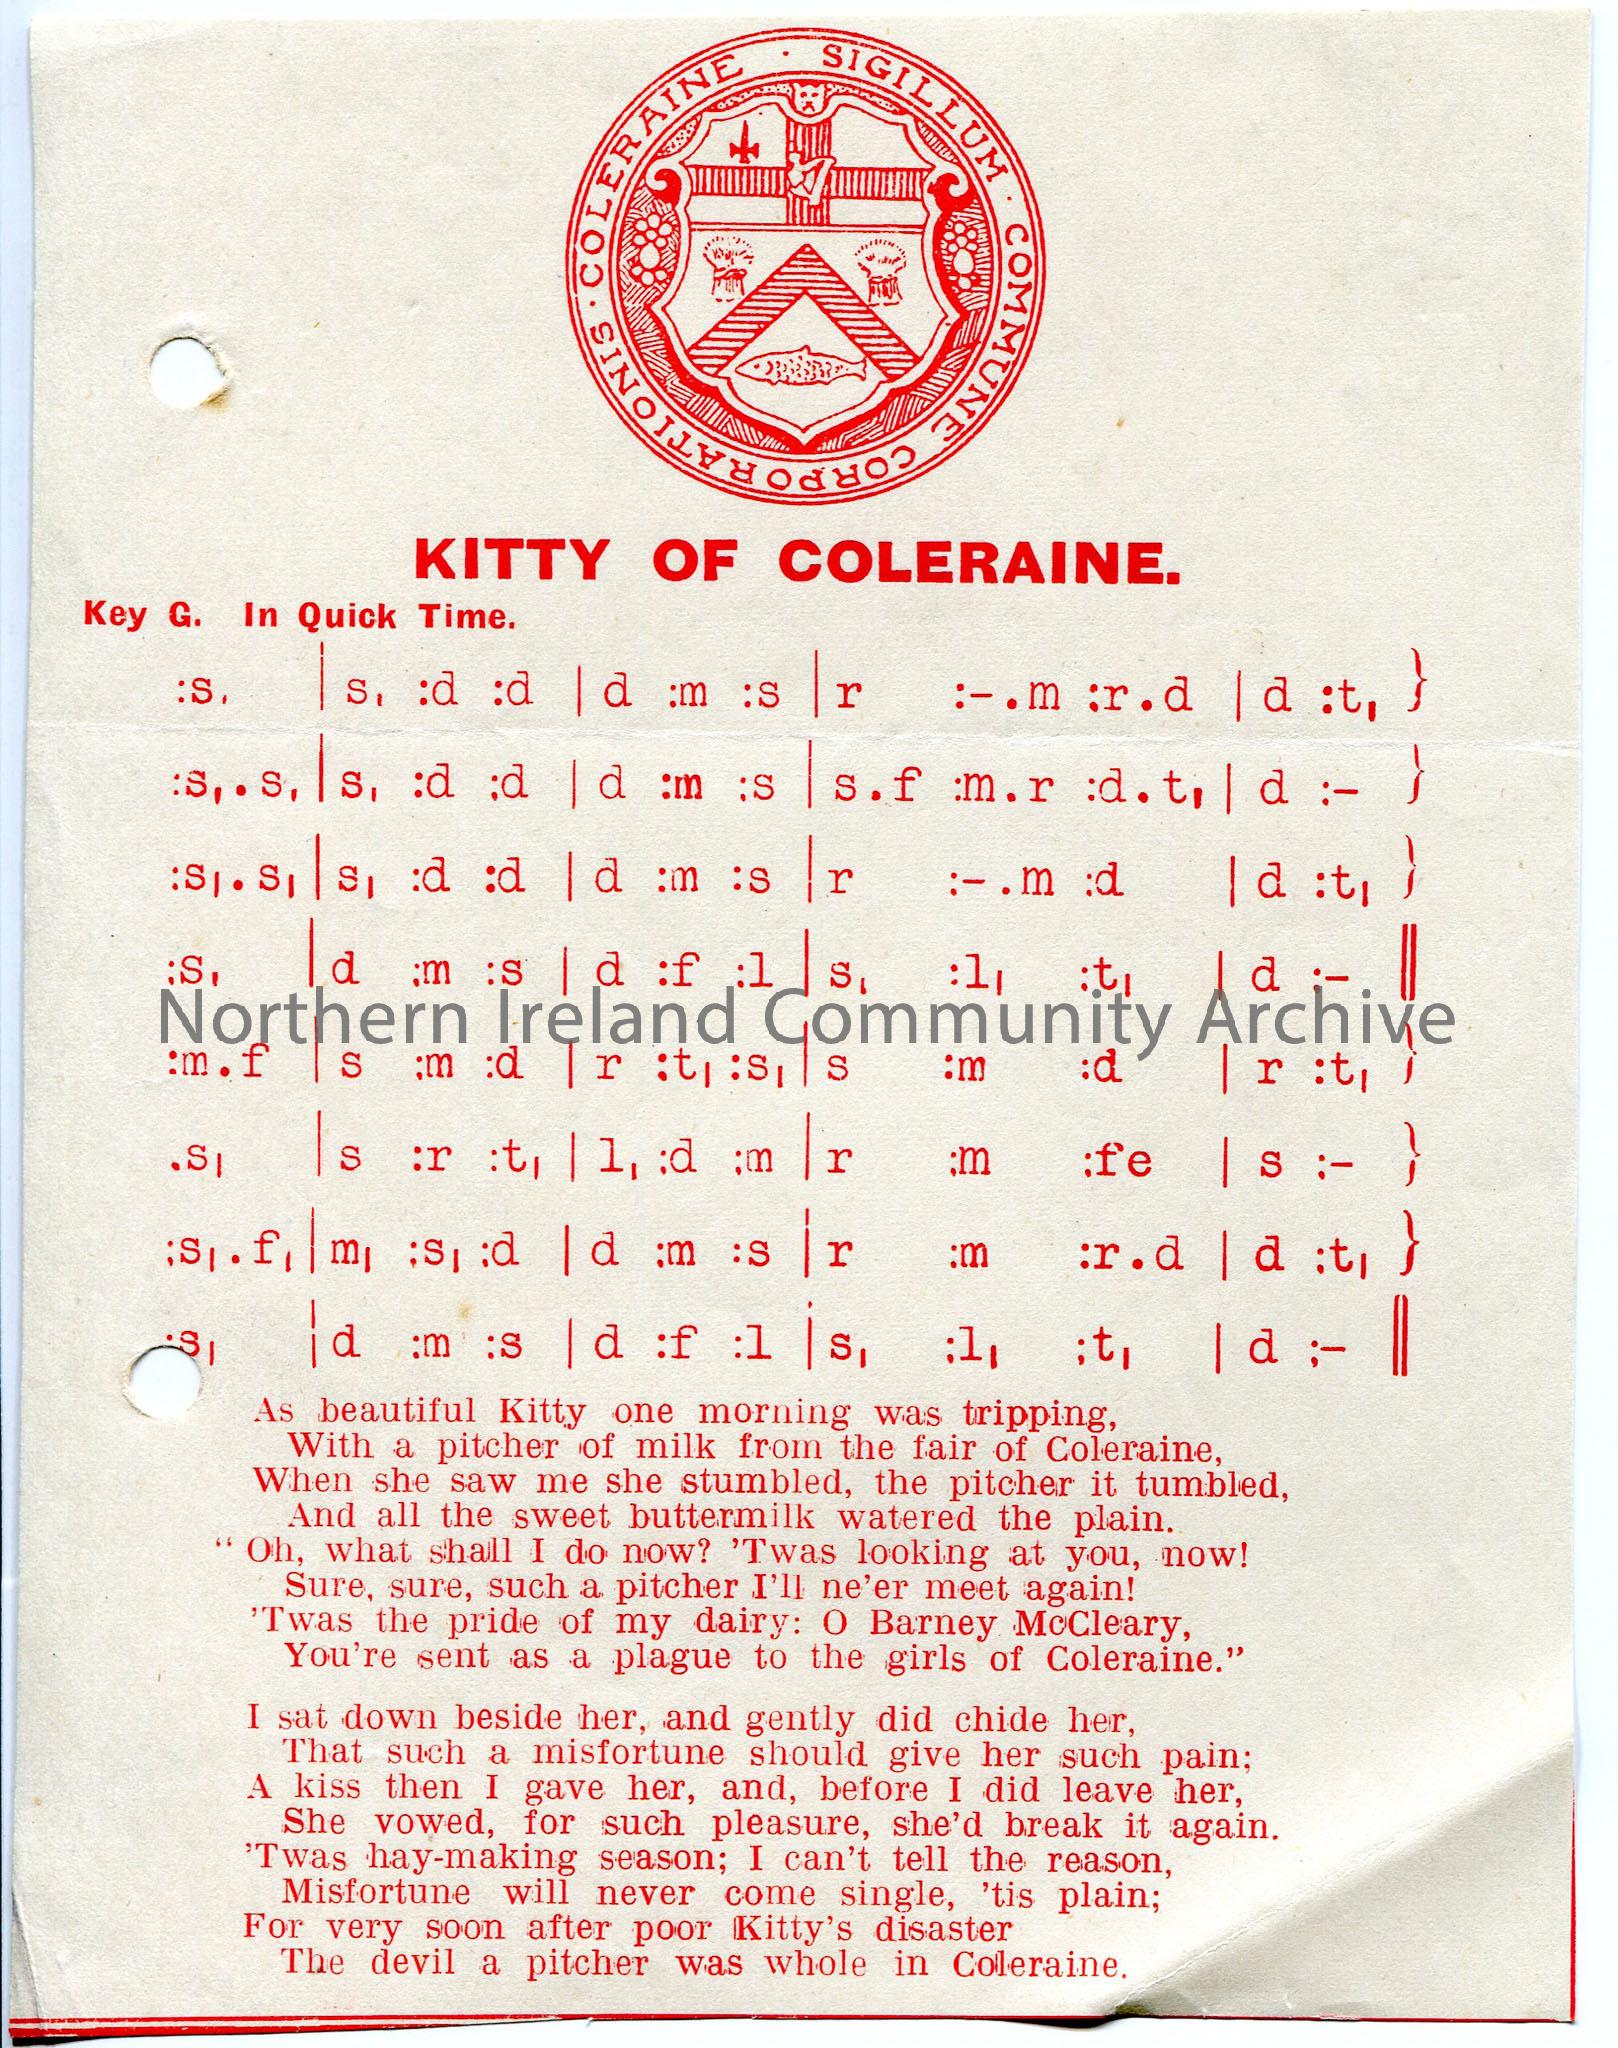 COLERAINE · SIGILLUM · COMMUNE CORPORATIONIS ·
KITTY OF COLERAINE.
Key G. In Quick Time.
:s, | s, :d :d | d :m :s | r :-.m :r.d | d :t, }
:s,.s, | s, :d :d | d :m :s | s.f :m.r :d.t, | d :- }
:s,.s, | s, :d :d | d :m :s | r :-.m :d | d :t, }
:s, | d :m :s | d :f :l | s, :l, :t, | d :- ||
Northern Ireland Community Archive
:m.f | s :m :d | r :t, :s, | s :m :d | r :t, }
.s, | s :r :t, | l, :d :m | r :m :fe | s :- }
:s,.f, | m, :s, :d | d :m :s | r :m :r.d | d :t, }
:s, | d :m :s | d :f :l | s, :l, :t, | d :- ||
As beautiful Kitty one morning was tripping,
With a pitcher of milk from the fair of Coleraine,
When she saw me she stumbled, the pitcher it tumbled,
And all the sweet buttermilk watered the plain.
“ Oh, what shall I do now? ’Twas looking at you, now!
Sure, sure, such a pitcher I’ll ne’er meet again!
’Twas the pride of my dairy: O Barney McCleary,
You’re sent as a plague to the girls of Coleraine.”
I sat down beside her, and gently did chide her,
That such a misfortune should give her such pain;
A kiss then I gave her, and, before I did leave her,
She vowed, for such pleasure, she’d break it again.
’Twas hay-making season; I can’t tell the reason,
Misfortune will never come single, ’tis plain;
For very soon after poor Kitty’s disaster
The devil a pitcher was whole in Coleraine.